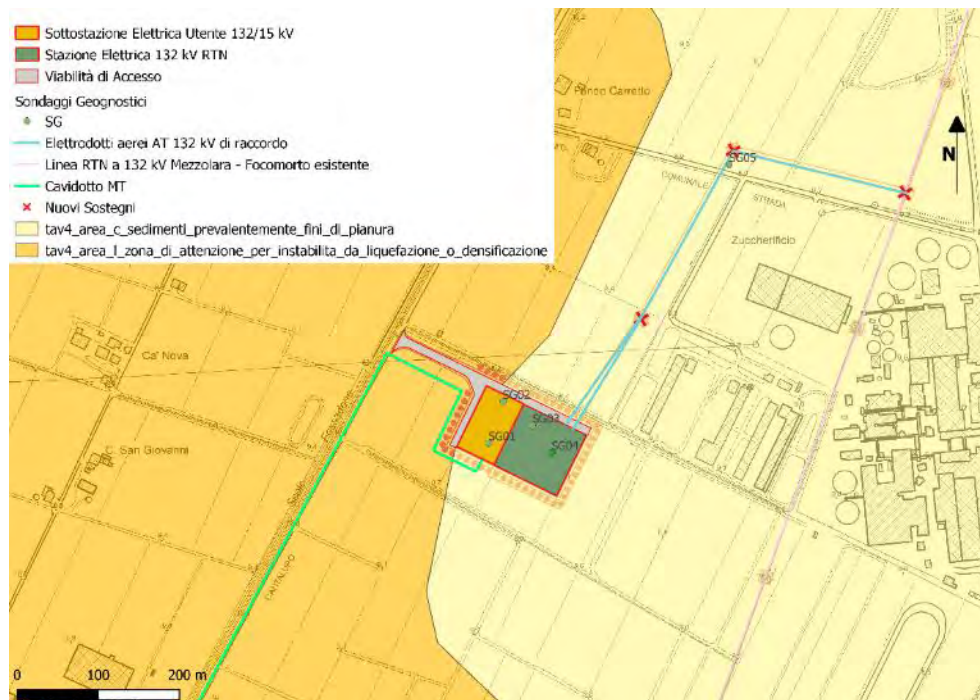 Sottostazione Elettrica Utente 132/15 kV
Stazione Elettrica 132 kV RTN
Viabilità di Accesso
Sondaggi Geognostici
SG
Elettrodotti aerei AT 132 kV di raccordo
Linea RTN a 132 kV Mezzolara - Focomorto esistente
Cavidotto MT
Nuovi Sostegni
tav4_area_c_sedimenti_prevalentemente_fini_di_pianura
tav4_area_l_zona_di_attenzione_per_instabilita_da_liquefazione_o_densificazione
Carretto
N
SG05
COMUNALE
STRADA
Zuccherificio
Ca' Nova
SG02
SG03
SG01
SG04
C. San Giovanni
0 100 200 m